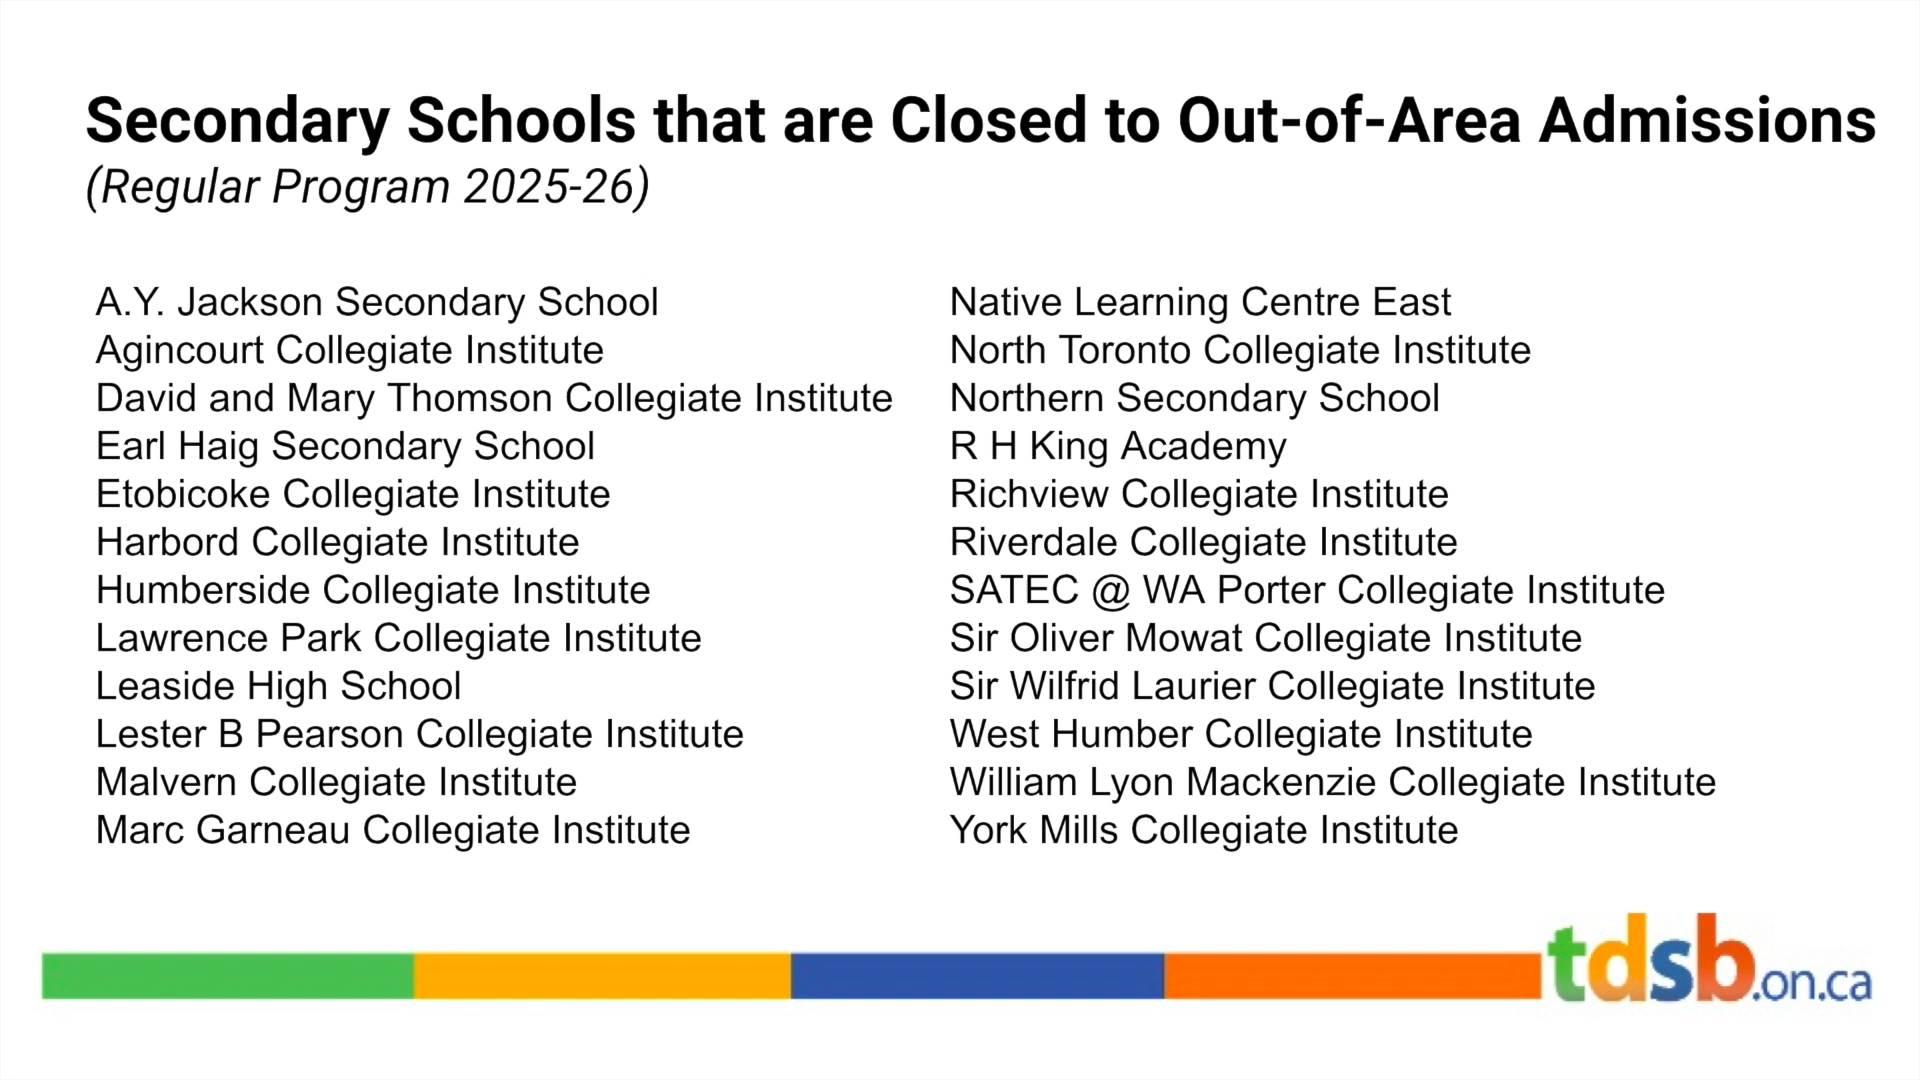 Secondary Schools that are Closed to Out-of-Area Admissions
(Regular Program 2025-26)
A.Y. Jackson Secondary School
Agincourt Collegiate Institute
David and Mary Thomson Collegiate Institute
Earl Haig Secondary School
Etobicoke Collegiate Institute
Harbord Collegiate Institute
Humberside Collegiate Institute
Lawrence Park Collegiate Institute
Leaside High School
Lester B Pearson Collegiate Institute
Malvern Collegiate Institute
Marc Garneau Collegiate Institute
Native Learning Centre East
North Toronto Collegiate Institute
Northern Secondary School
R H King Academy
Richview Collegiate Institute
Riverdale Collegiate Institute
SATEC @ WA Porter Collegiate Institute
Sir Oliver Mowat Collegiate Institute
Sir Wilfrid Laurier Collegiate Institute
West Humber Collegiate Institute
William Lyon Mackenzie Collegiate Institute
York Mills Collegiate Institute
tdsb.on.ca